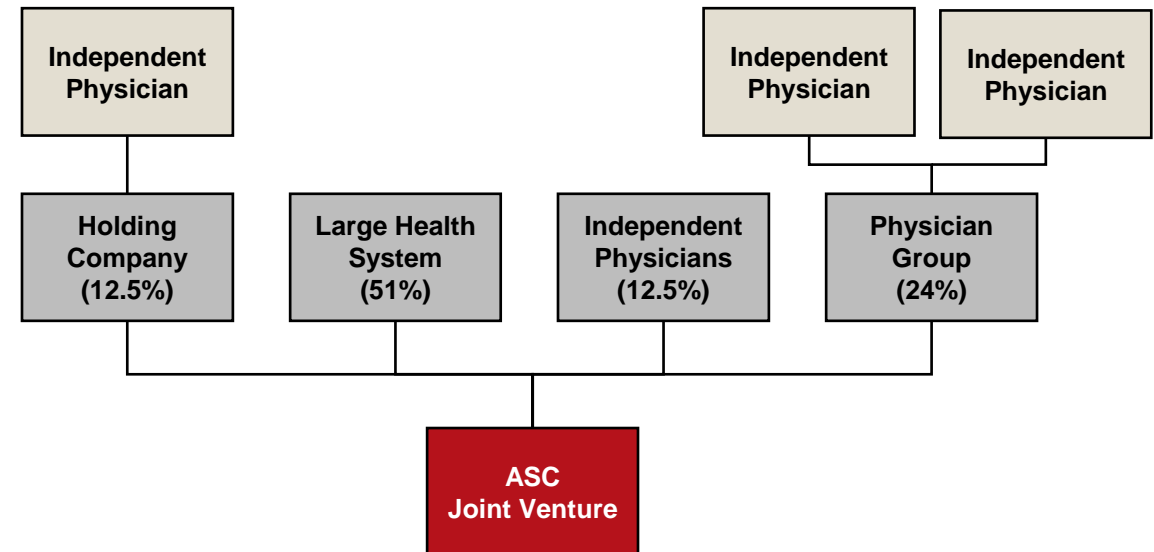 Independent
Physician
Independent
Physician
Independent
Physician
Holding
Company
(12.5%)
Large Health
System
(51%)
Independent
Physicians
(12.5%)
Physician
Group
(24%)
ASC
Joint Venture